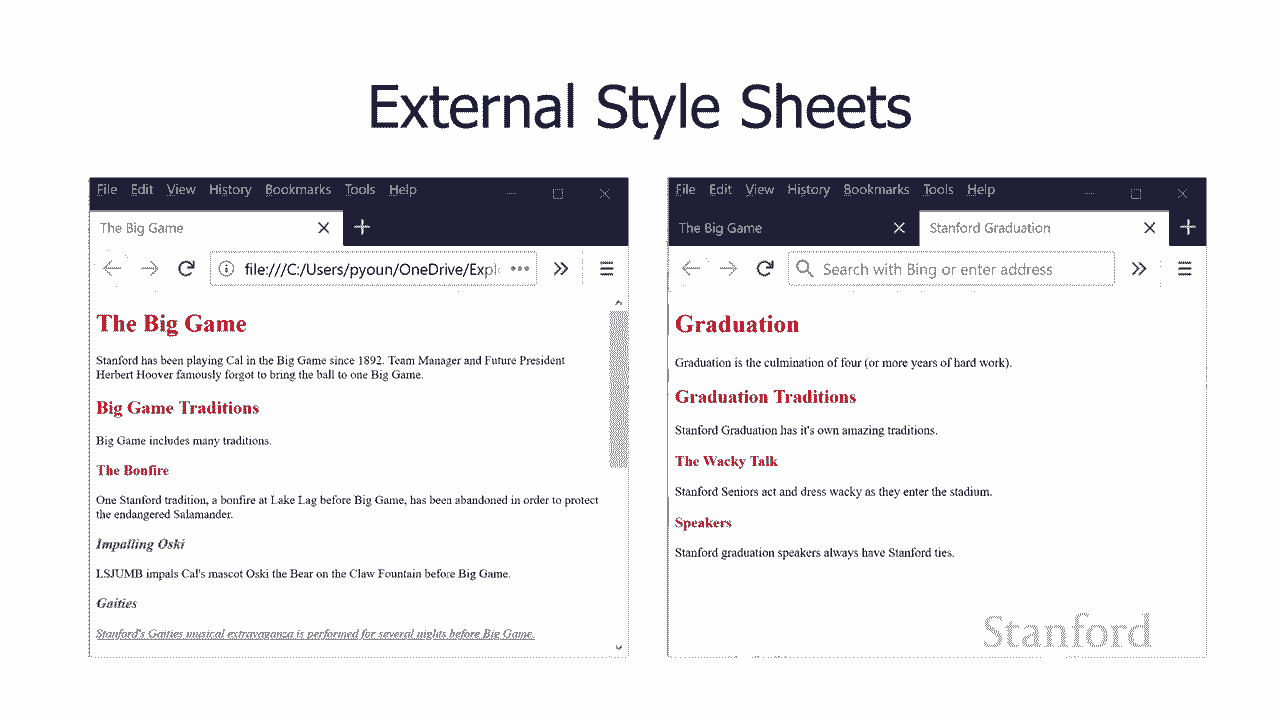 External Style Sheets
File Edit View History Bookmarks Tools Help
The Big Game
file:///C:/Users/pyoun/OneDrive/Expl
The Big Game
Stanford has been playing Cal in the Big Game since 1892. Team Manager and Future President
Herbert Hoover famously forgot to bring the ball to one Big Game.
Big Game Traditions
Big Game includes many traditions.
The Bonfire
One Stanford tradition, a bonfire at Lake Lag before Big Game, has been abandoned in order to protect
the endangered Salamander.
Impalling Oski
LSJUMB impals Cal's mascot Oski the Bear on the Claw Fountain before Big Game.
Gaities
Stanford's Gaities musical extravaganza is performed for several nights before Big Game.
File Edit View History Bookmarks Tools Help
The Big Game Stanford Graduation
Search with Bing or enter address
Graduation
Graduation is the culmination of four (or more years of hard work).
Graduation Traditions
Stanford Graduation has it's own amazing traditions.
The Wacky Talk
Stanford Seniors act and dress wacky as they enter the stadium.
Speakers
Stanford graduation speakers always have Stanford ties.
Stanford